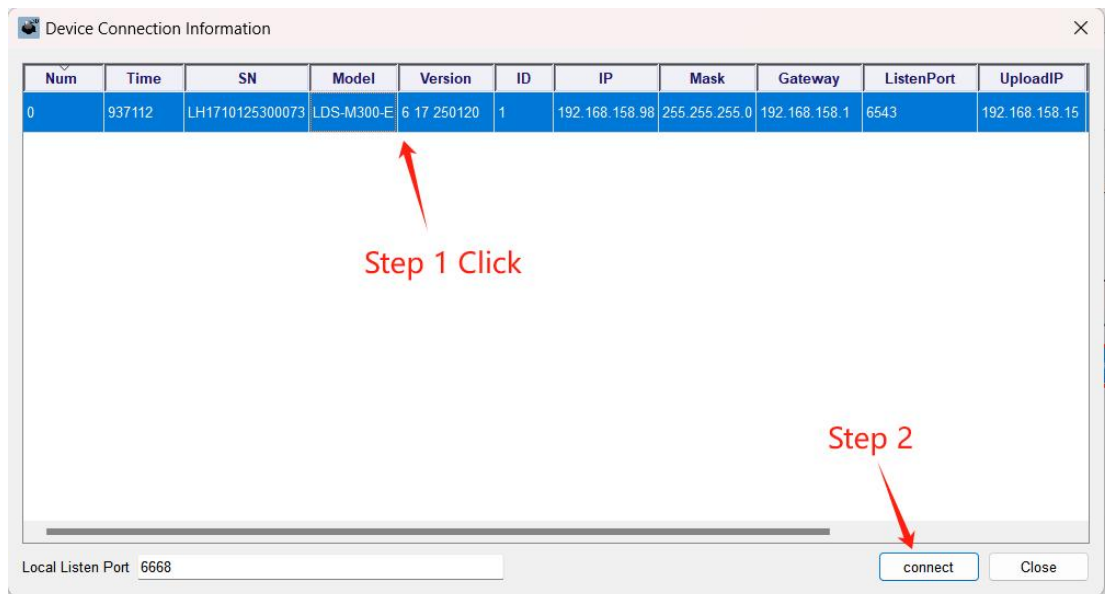 Device Connection Information
Num Time SN Model Version ID IP Mask Gateway ListenPort UploadIP
0 937112 LH1710125300073 LDS-M300-E 6 17 250120 1 192.168.158.98 255.255.255.0 192.168.158.1 6543 192.168.158.15
Step 1 Click
Step 2
Local Listen Port 6668 connect Close